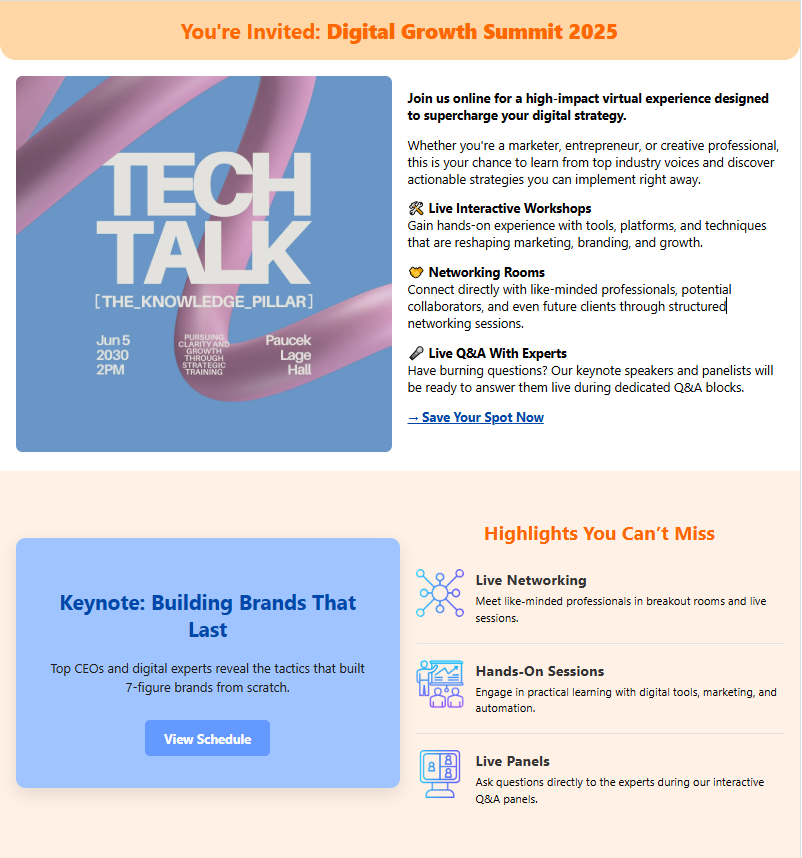 You're Invited: Digital Growth Summit 2025
TECH
TALK
[THE_KNOWLEDGE_PILLAR]
Jun 5
2030
2PM
PURSUING
CLARITY AND
GROWTH
THROUGH
STRATEGIC
TRAINING
Paucek
Lage
Hall
Join us online for a high-impact virtual experience designed
to supercharge your digital strategy.
Whether you're a marketer, entrepreneur, or creative professional,
this is your chance to learn from top industry voices and discover
actionable strategies you can implement right away.
🛠 Live Interactive Workshops
Gain hands-on experience with tools, platforms, and techniques
that are reshaping marketing, branding, and growth.
🤝 Networking Rooms
Connect directly with like-minded professionals, potential
collaborators, and even future clients through structured
networking sessions.
🎤 Live Q&A With Experts
Have burning questions? Our keynote speakers and panelists will
be ready to answer them live during dedicated Q&A blocks.
→ Save Your Spot Now
Keynote: Building Brands That
Last
Top CEOs and digital experts reveal the tactics that built
7-figure brands from scratch.
View Schedule
Highlights You Can’t Miss
Live Networking
Meet like-minded professionals in breakout rooms and live
sessions.
Hands-On Sessions
Engage in practical learning with digital tools, marketing, and
automation.
Live Panels
Ask questions directly to the experts during our interactive
Q&A panels.